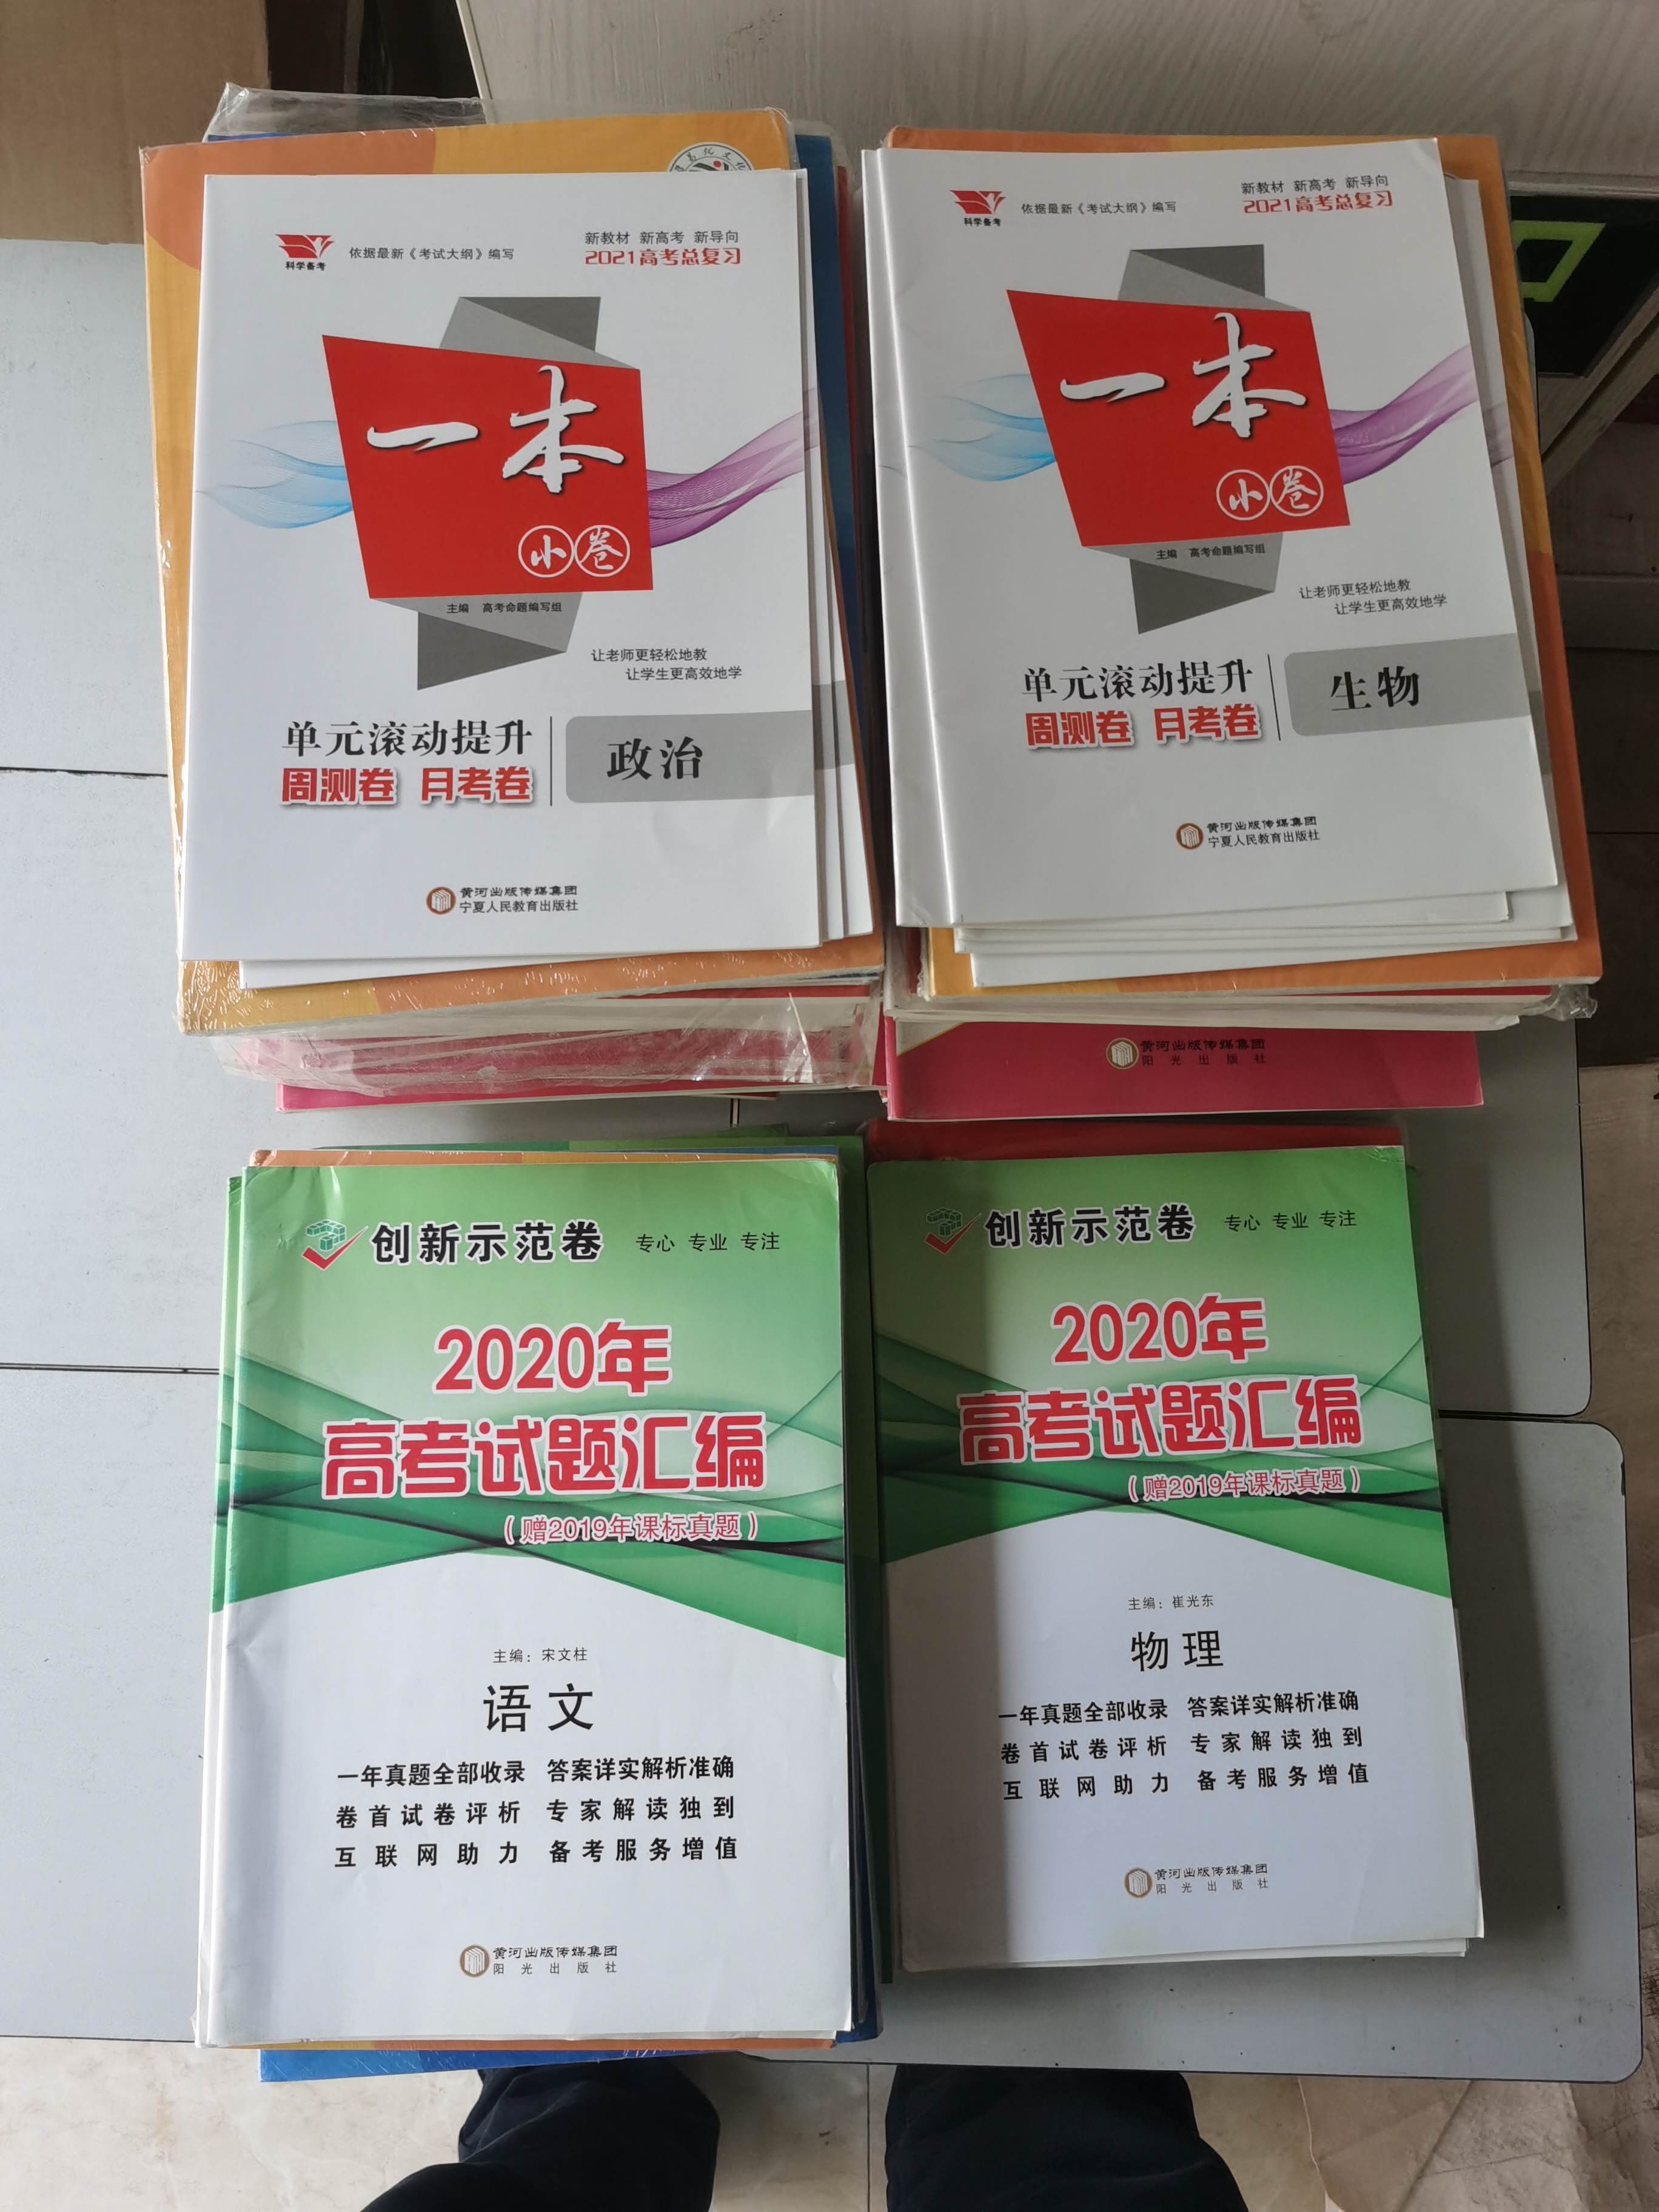 科学备考
依据最新《考试大纲》编写
新教材 新高考 新导向
2021高考总复习
一本
小卷
主编 高考命题编写组
让老师更轻松地教
让学生更高效地学
单元滚动提升
周测卷 月考卷
政治
黄河出版传媒集团
宁夏人民教育出版社
科学备考
依据最新《考试大纲》编写
新教材 新高考 新导向
2021高考总复习
一本
小卷
主编 高考命题编写组
让老师更轻松地教
让学生更高效地学
单元滚动提升
周测卷 月考卷
生物
黄河出版传媒集团
宁夏人民教育出版社
黄河出版传媒集团
阳光出版社
创新示范卷 专心 专业 专注
2020年
高考试题汇编
（赠2019年课标真题）
主编：宋文柱
语文
一年真题全部收录 答案详实解析准确
卷首试卷评析 专家解读独到
互联网助力 备考服务增值
黄河出版传媒集团
阳光出版社
创新示范卷 专心 专业 专注
2020年
高考试题汇编
（赠2019年课标真题）
主编：崔光东
物理
一年真题全部收录 答案详实解析准确
卷首试卷评析 专家解读独到
互联网助力 备考服务增值
黄河出版传媒集团
阳光出版社